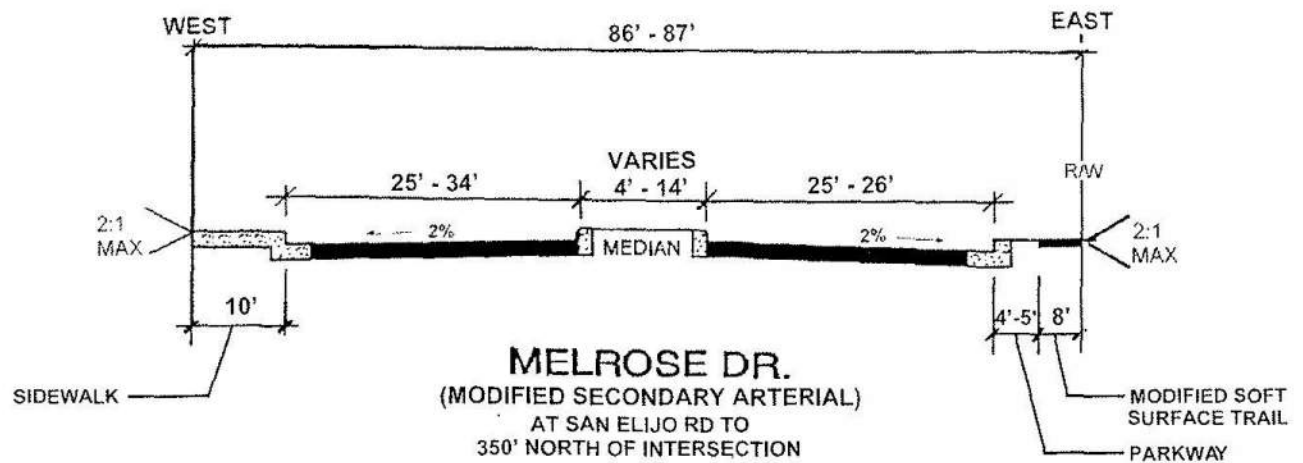 WEST
EAST
86' - 87'
VARIES
25' - 34'
4' - 14'
25' - 26'
R/W
2:1
MAX
2%
MEDIAN
2%
2:1
MAX
10'
4'-5'
8'
SIDEWALK
MELROSE DR.
(MODIFIED SECONDARY ARTERIAL)
AT SAN ELIJO RD TO
350' NORTH OF INTERSECTION
MODIFIED SOFT
SURFACE TRAIL
PARKWAY